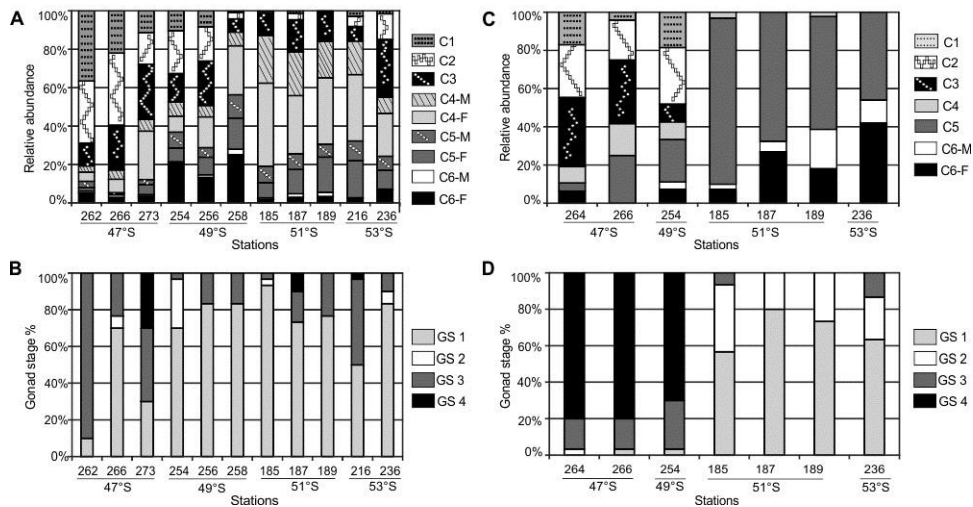 A
100%
80%
60%
40%
20%
0%
Relative abundance
262 266 273 254 256 258 185 187 189 216 236
47°S 49°S 51°S 53°S
Stations
C1
C2
C3
C4-M
C4-F
C5-M
C5-F
C6-M
C6-F
C
100%
80%
60%
40%
20%
0%
Relative abundance
264 266 254 185 187 189 236
47°S 49°S 51°S 53°S
Stations
C1
C2
C3
C4
C5
C6-M
C6-F
B
100%
80%
60%
40%
20%
0%
Gonad stage %
262 266 273 254 256 258 185 187 189 216 236
47°S 49°S 51°S 53°S
Stations
GS 1
GS 2
GS 3
GS 4
D
100%
80%
60%
40%
20%
0%
Gonad stage %
264 266 254 185 187 189 236
47°S 49°S 51°S 53°S
Stations
GS 1
GS 2
GS 3
GS 4